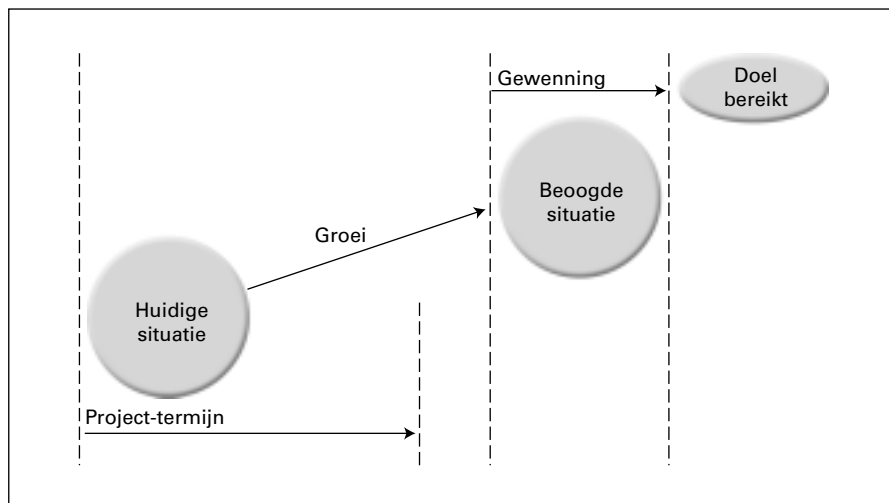 Gewenning
Doel
bereikt
Beoogde
situatie
Groei
Huidige
situatie
Project-termijn